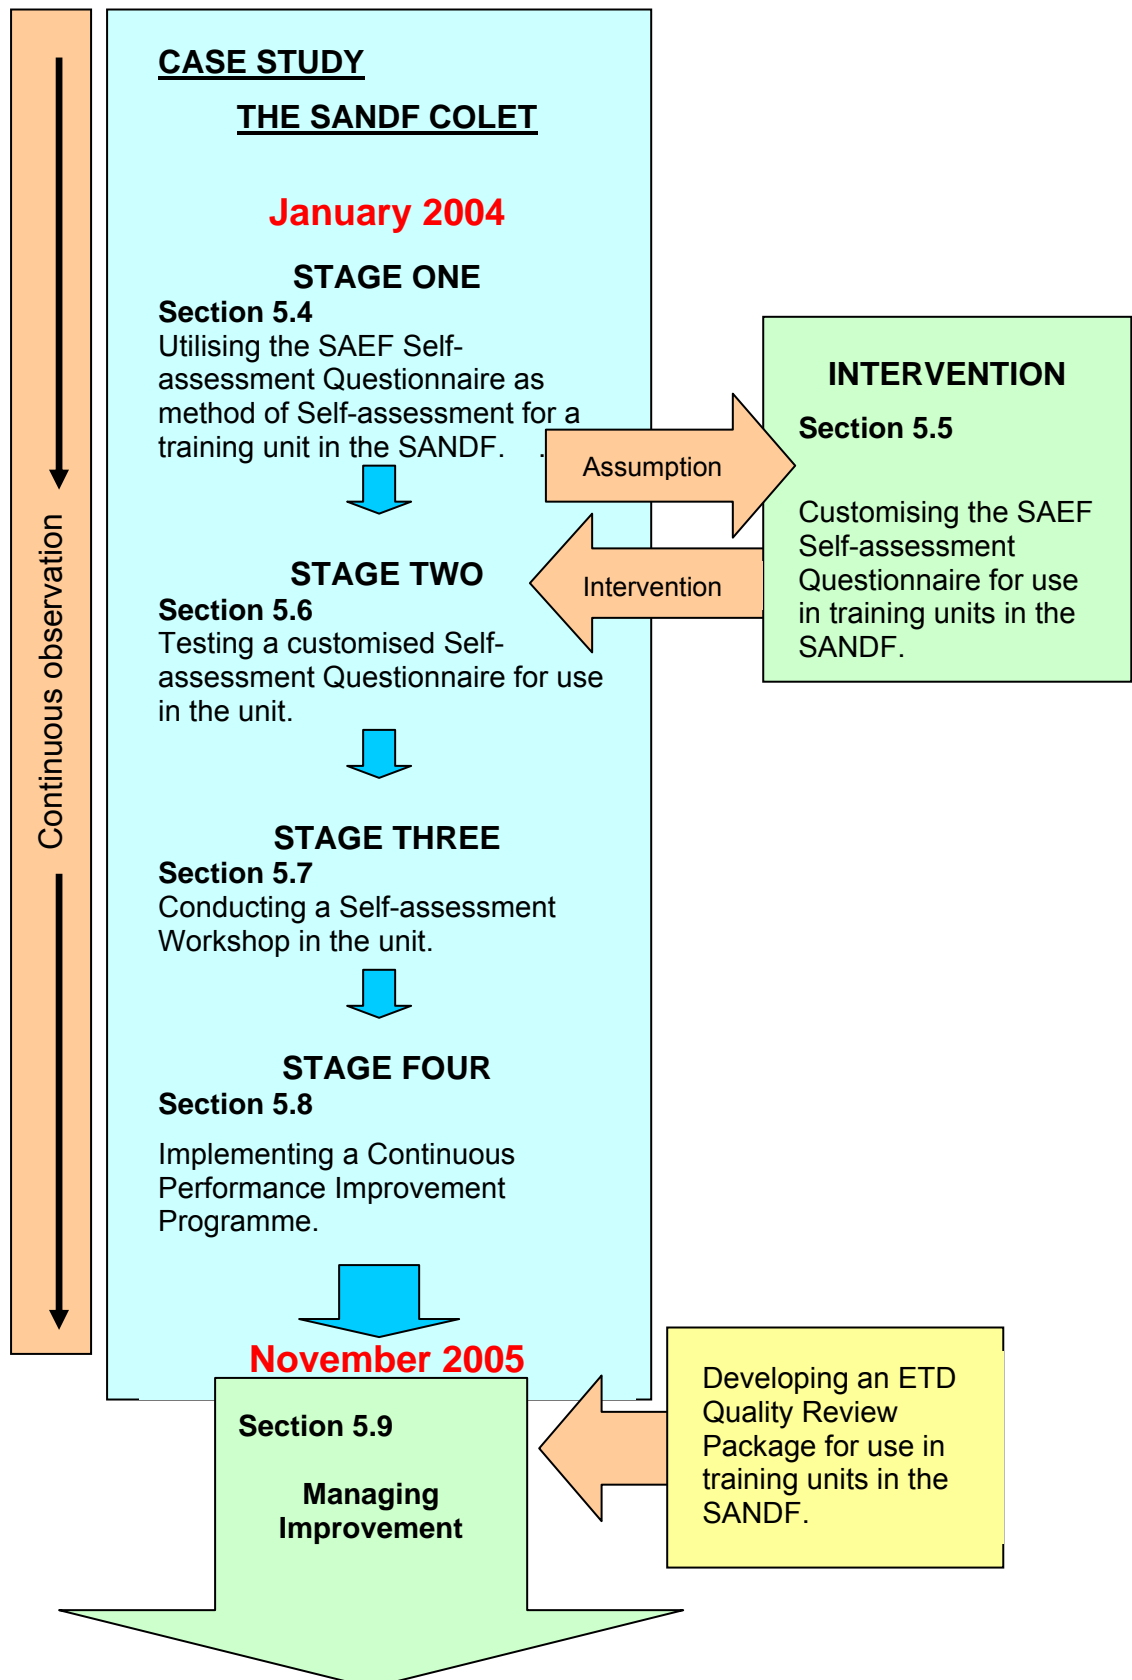 CASE STUDY
THE SANDF COLET
January 2004
STAGE ONE
Section 5.4
Utilising the SAEF Self-
assessment Questionnaire as
method of Self-assessment for a
training unit in the SANDF. .
Assumption
INTERVENTION
Section 5.5
Customising the SAEF
Self-assessment
Questionnaire for use
in training units in the
SANDF.
Intervention
STAGE TWO
Section 5.6
Testing a customised Self-
assessment Questionnaire for use
in the unit.
STAGE THREE
Section 5.7
Conducting a Self-assessment
Workshop in the unit.
STAGE FOUR
Section 5.8
Implementing a Continuous
Performance Improvement
Programme.
November 2005
Section 5.9
Managing
Improvement
Developing an ETD
Quality Review
Package for use in
training units in the
SANDF.
Continuous observation